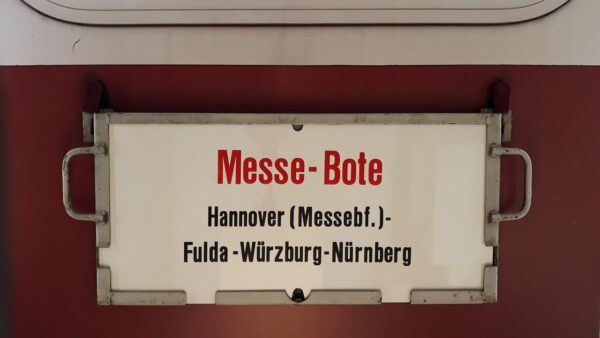 Messe-Bote
Hannover (Messebf.)-
Fulda-Würzburg-Nürnberg